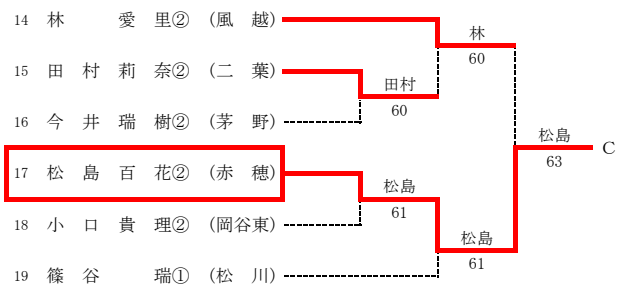 14 林 愛里② (風 越)
林
60
15 田村莉奈② (二 葉)
田村
60
16 今井瑞樹② (茅 野)
松島
63
C
17 松島百花② (赤 穂)
松島
61
18 小口貴理② (岡谷東)
松島
61
19 篠谷 瑞① (松 川)